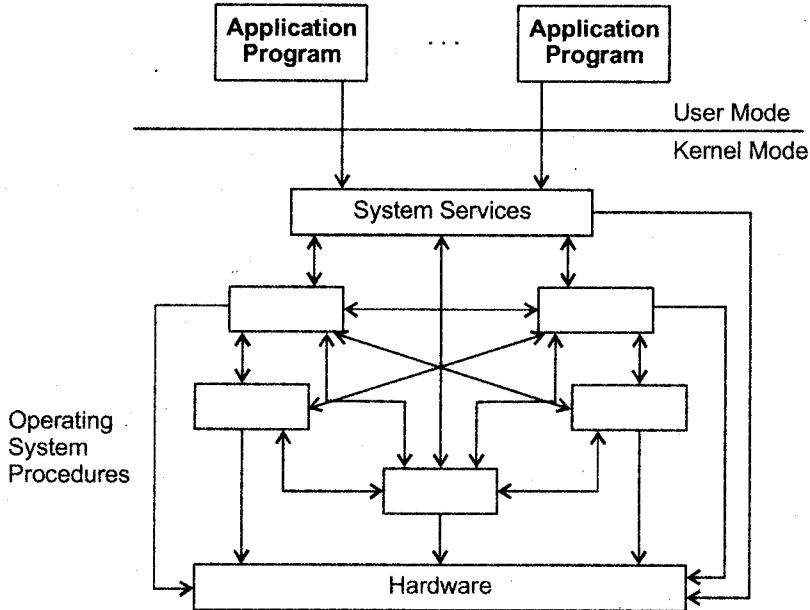 Application
Program
. . .
Application
Program
User Mode
Kernel Mode
System Services
Operating
System
Procedures
Hardware